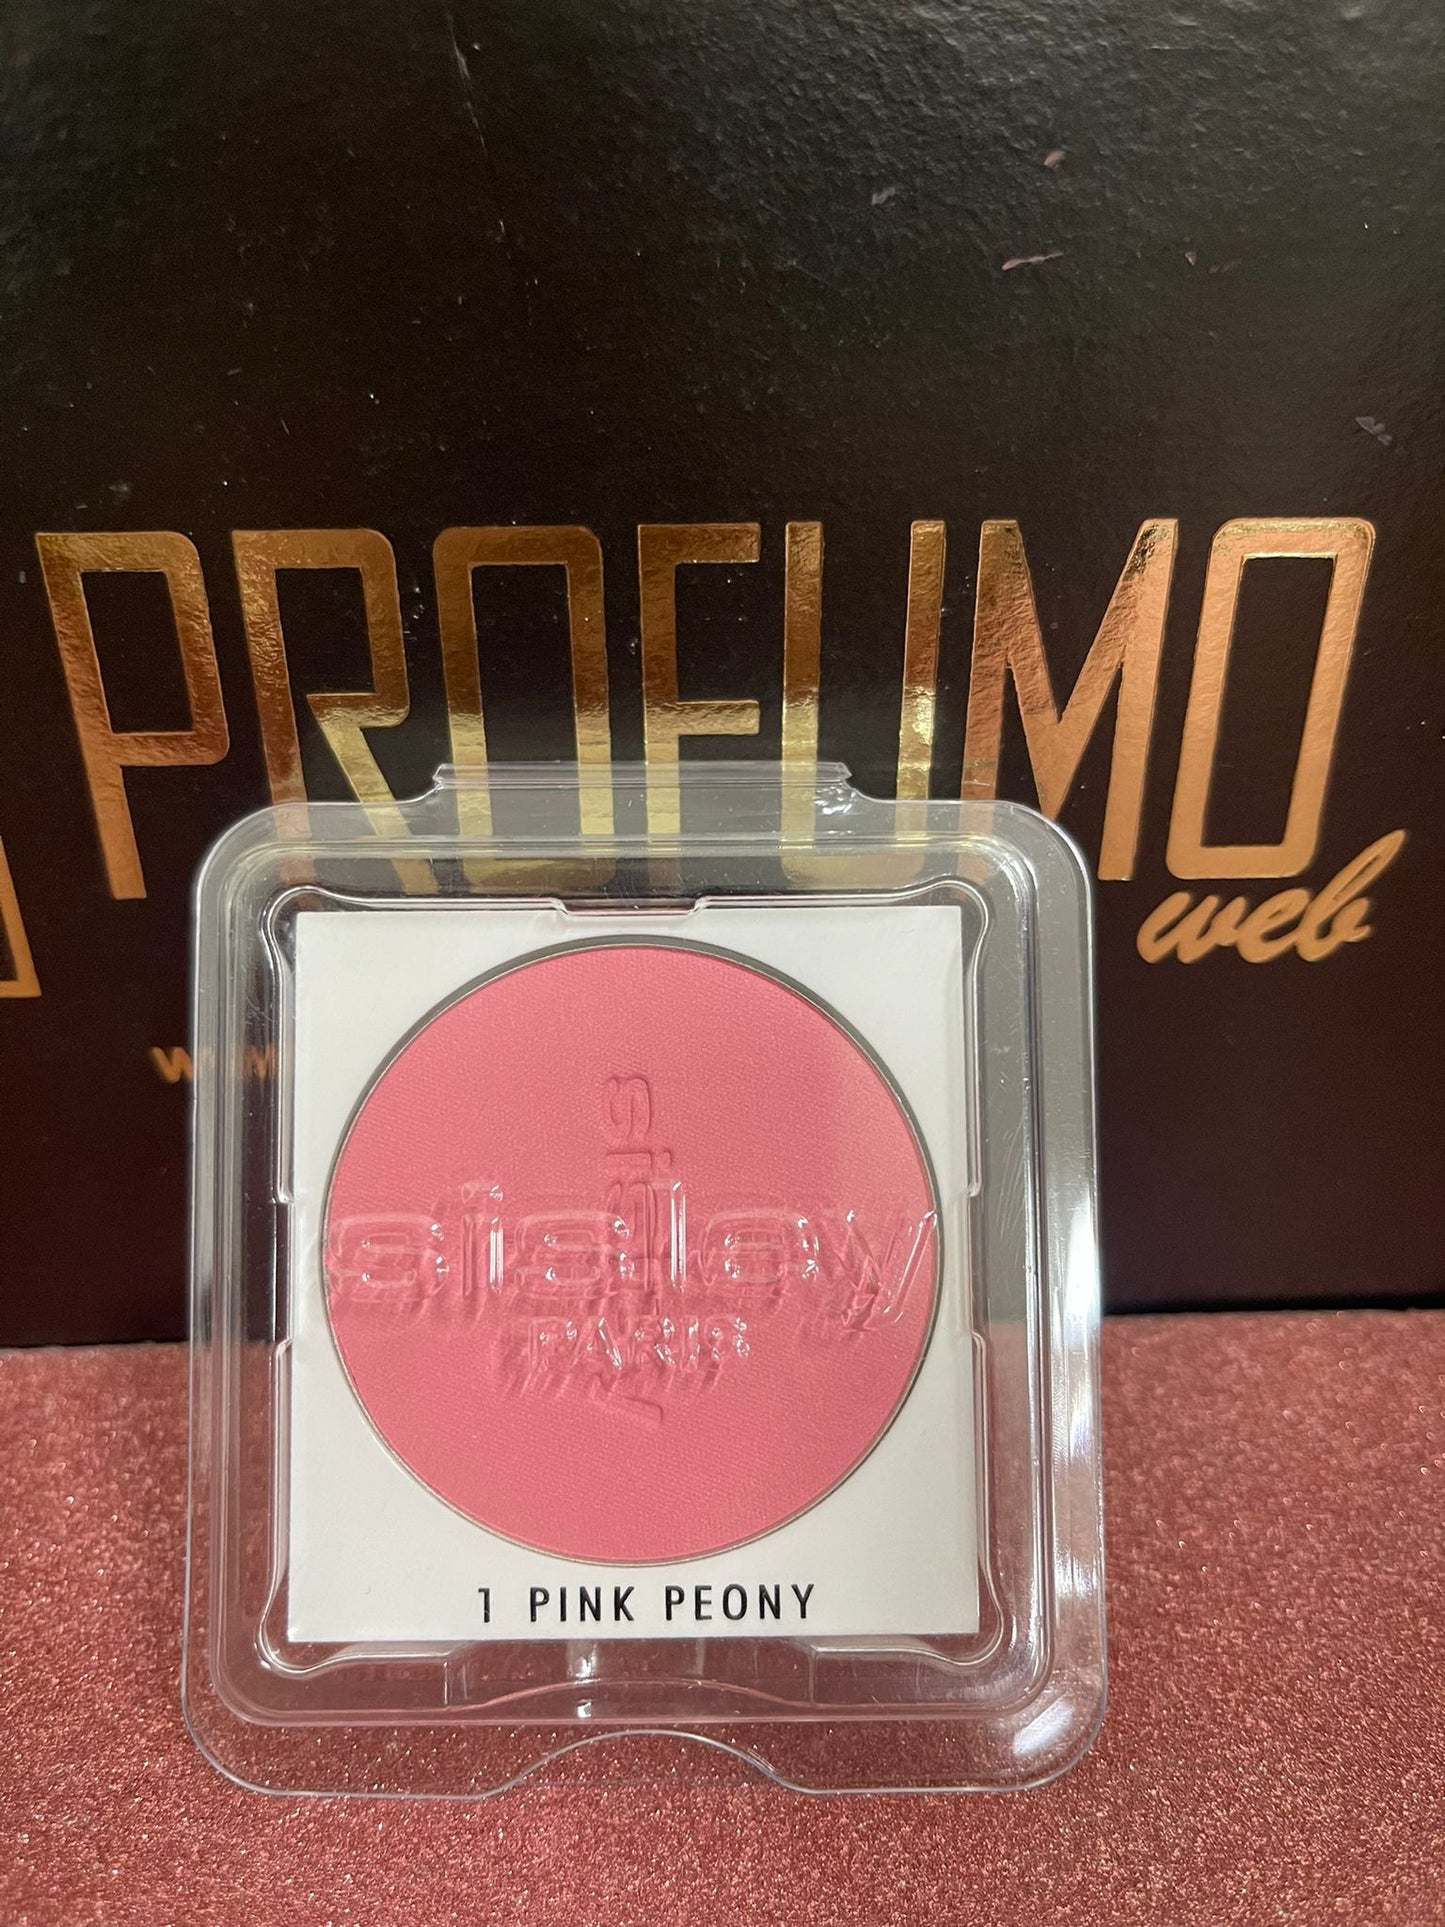 PROFUMO
web
sisley
PARIS
1 PINK PEONY